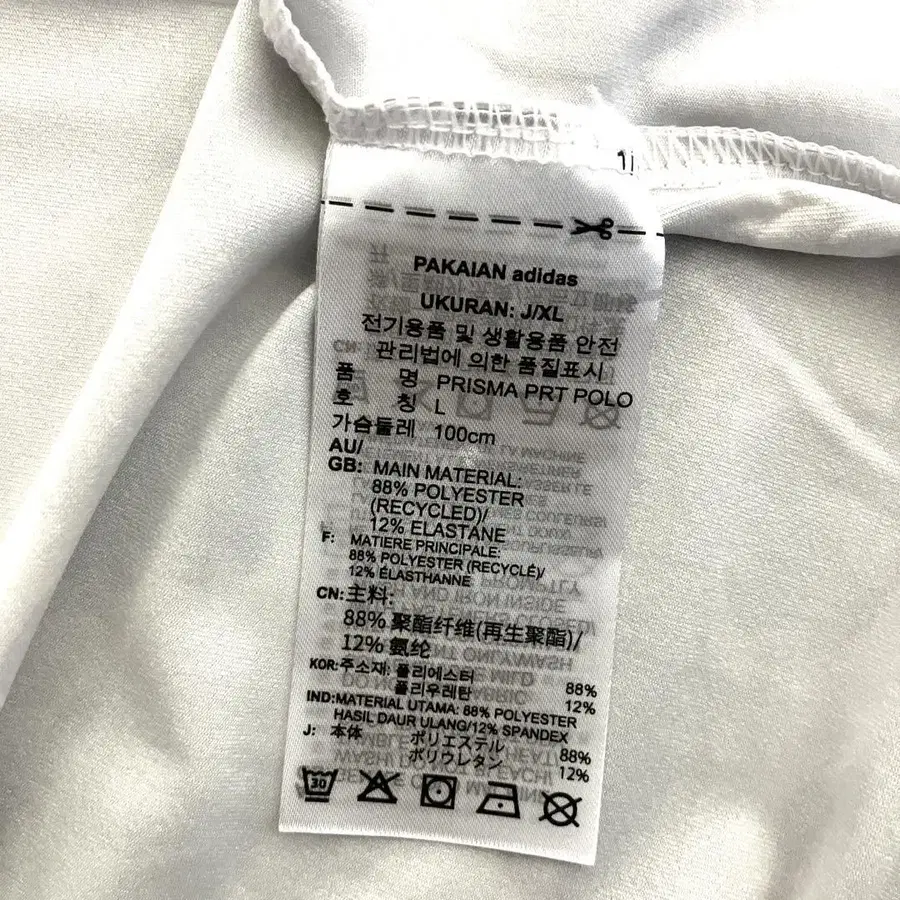 PAKAIAN adidas
UKURAN: J/XL
전기용품 및 생활용품 안전
관리법에 의한 품질표시
품 명 PRISMA PRT POLO
호 칭 L
가슴둘레 100cm
AU/
GB: MAIN MATERIAL:
88% POLYESTER
(RECYCLED)/
12% ELASTANE
F: MATIERE PRINCIPALE:
88% POLYESTER (RECYCLÉ)/
12% ÉLASTHANNE
CN:主料:
88% 聚酯纤维(再生聚酯)/
12% 氨纶
KOR:주소재: 폴리에스터 88%
폴리우레탄 12%
IND:MATERIAL UTAMA: 88% POLYESTER
HASIL DAUR ULANG/12% SPANDEX
J: 本体 ポリエステル 88%
ポリウレタン 12%
30